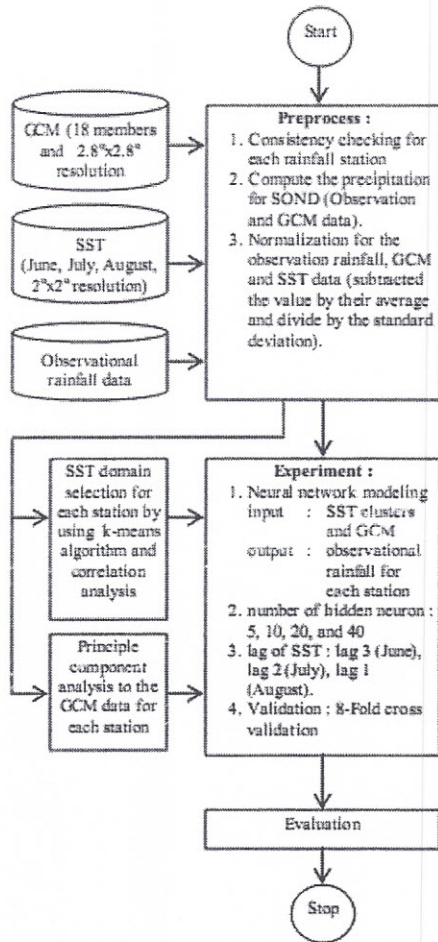 Start
GCM (18 members
and 2.8°x2.8°
resolution
SST
(June, July, August,
2°x2° resolution)
Observational
rainfall data
Preprocess :
1. Consistency checking for
each rainfall station
2. Compute the precipitation
for SOND (Observation
and GCM data).
3. Normalization for the
observation rainfall, GCM
and SST data (subtracted
the value by their average
and divide by the standard
deviation).
SST domain
selection for
each station by
using k-means
algorithm and
correlation
analysis
Principle
component
analysis to the
GCM data for
each station
Experiment :
1. Neural network modeling
input : SST clusters
and GCM
output : observational
rainfall for
each station
2. number of hidden neuron :
5, 10, 20, and 40
3. lag of SST : lag 3 (June),
lag 2 (July), lag 1
(August).
4. Validation : 8-Fold cross
validation
Evaluation
Stop